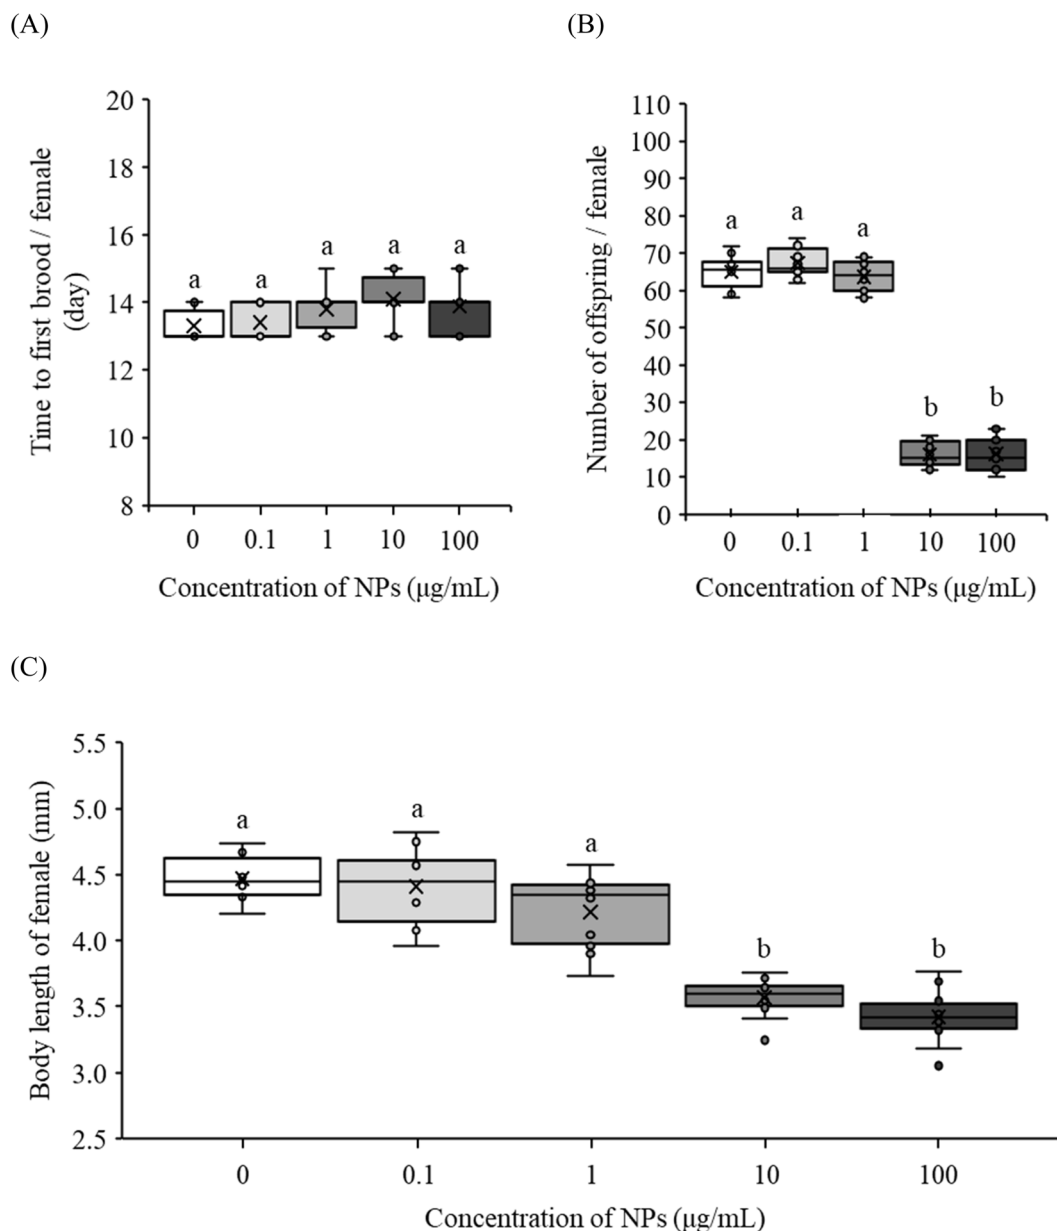 (A)
Time to first brood / female
((day)
20
18
16
14
12
10
8
a
a
a
a
a
0
0.1
1
10
100
Concentration of NPs (μg/mL)
(B)
Number of offspring / female
110
100
90
80
70
60
50
40
30
20
10
0
a
a
a
b
b
0
0.1
1
10
100
Concentration of NPs (μg/mL)
(C)
Body length of female (mm)
5.5
5.0
4.5
4.0
3.5
3.0
2.5
a
a
a
b
b
0
0.1
1
10
100
Concentration of NPs (μg/mL)